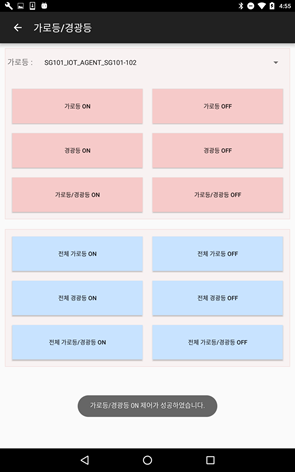 4:55
가로등/경광등
가로등 : SG101_IOT_AGENT_SG101-102
가로등 ON 가로등 OFF
경광등 ON 경광등 OFF
가로등/경광등 ON 가로등/경광등 OFF
전체 가로등 ON 전체 가로등 OFF
전체 경광등 ON 전체 경광등 OFF
전체 가로등/경광등 ON 전체 가로등/경광등 OFF
가로등/경광등 ON 제어가 성공하였습니다.